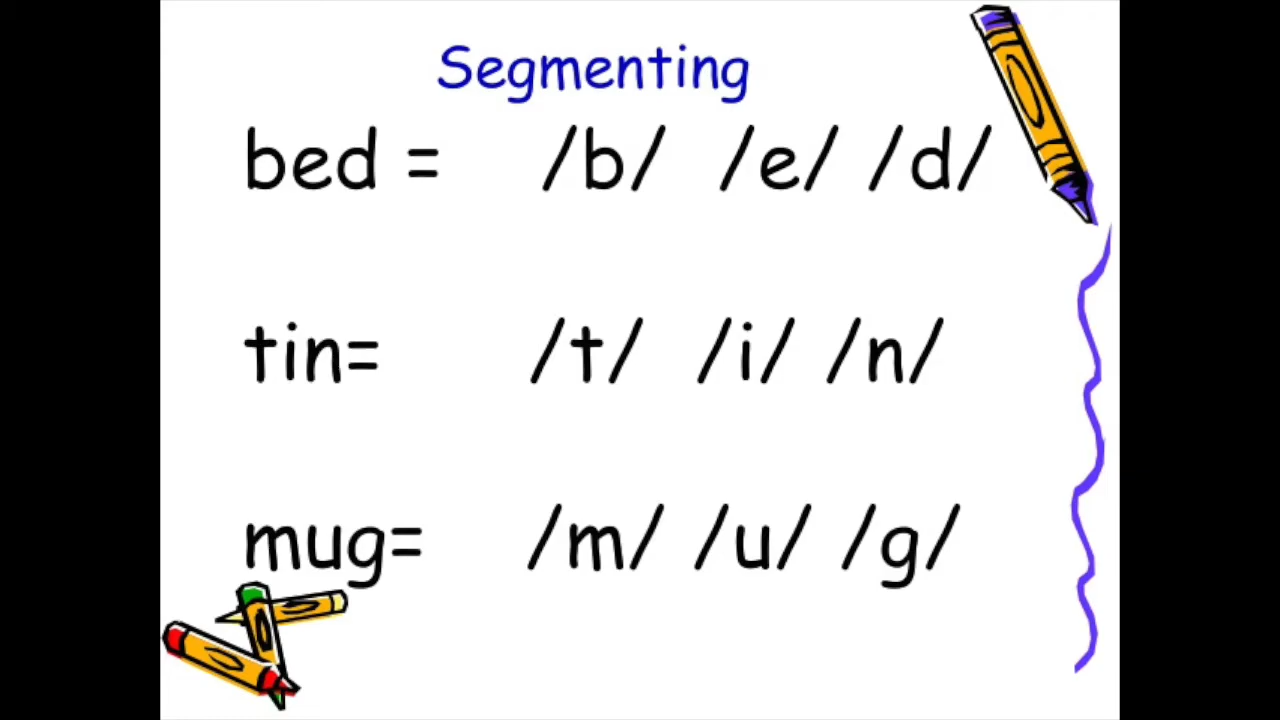 Segmenting
bed = /b/ /e/ /d/
tin= /t/ /i/ /n/
mug= /m/ /u/ /g/